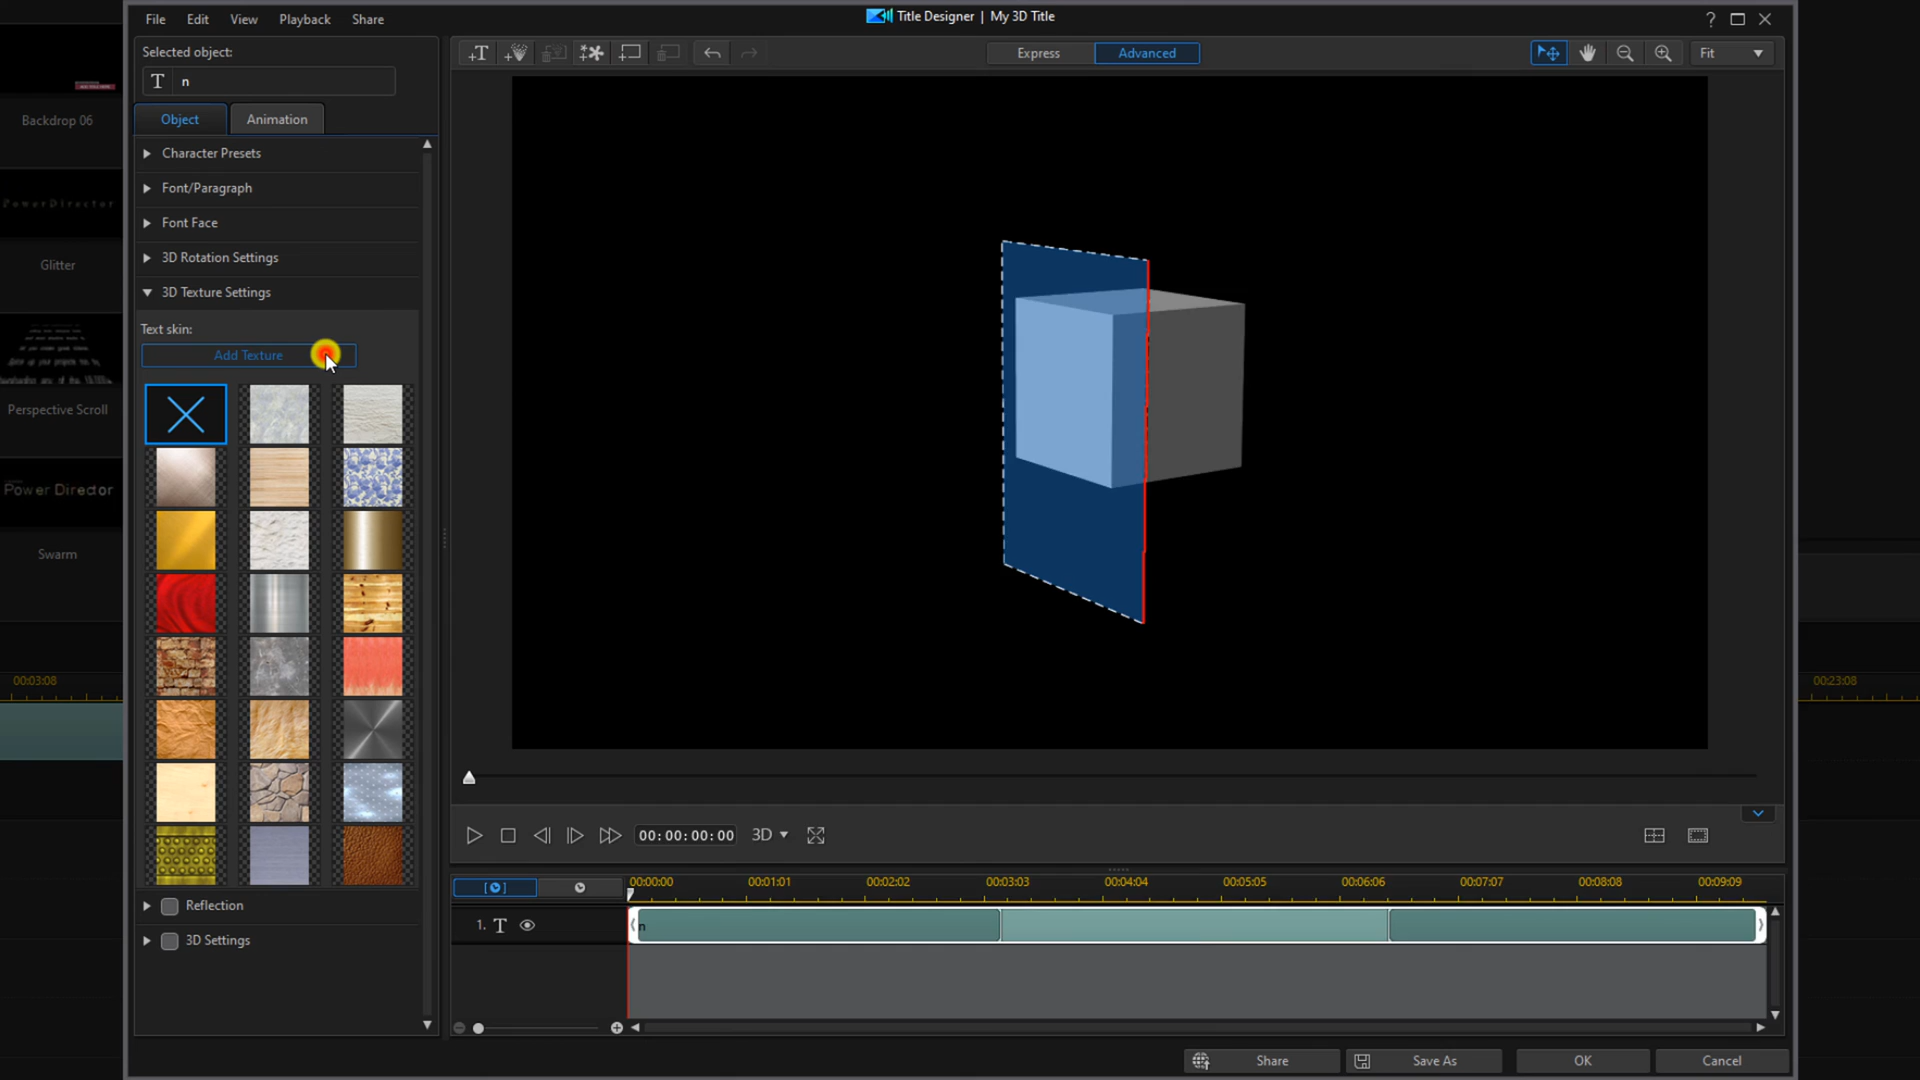 File Edit View Playback Share
Title Designer | My 3D Title
?
Selected object:
T n
T
Express Advanced
Fit
Object Animation
Character Presets
Font/Paragraph
Font Face
3D Rotation Settings
3D Texture Settings
Text skin:
Add Texture
Reflection
3D Settings
Backdrop 06
PowerDirector
Glitter
Perspective Scroll
Power Director
Swarm
00:03:08
00:23:08
00:00:00:00 3D
00:00:00 00:01:01 00:02:02 00:03:03 00:04:04 00:05:05 00:06:06 00:07:07 00:08:08 00:09:09
1. T n
Share Save As OK Cancel